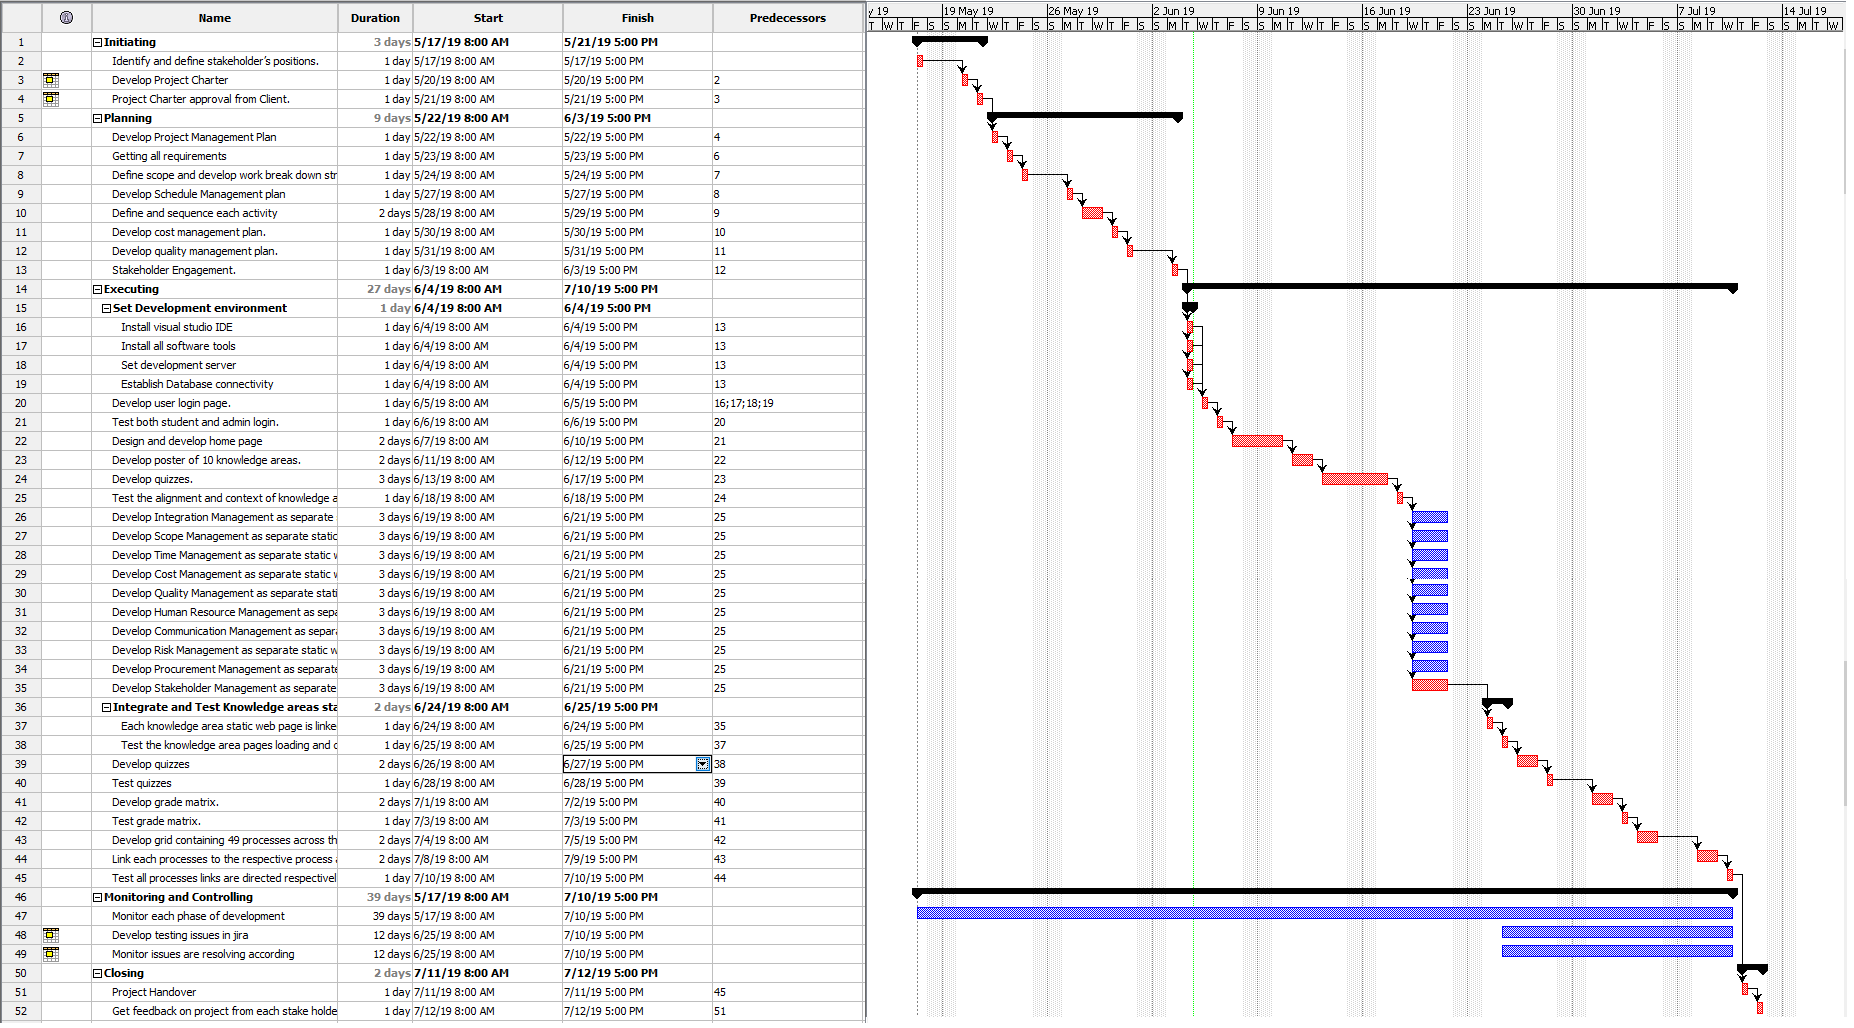 Name Duration Start Finish Predecessors
y 19 19 May 19 26 May 19 2 Jun 19 9 Jun 19 16 Jun 19 23 Jun 19 30 Jun 19 7 Jul 19 14 Jul 19
T W T F S S M T W T F S S M T W T F S S M T W T F S S M T W T F S S M T W T F S S M T W T F S S M T W T F S S M T W T F S S M T W
1 Initiating 3 days 5/17/19 8:00 AM 5/21/19 5:00 PM
2 Identify and define stakeholder's positions. 1 day 5/17/19 8:00 AM 5/17/19 5:00 PM
3 Develop Project Charter 1 day 5/20/19 8:00 AM 5/20/19 5:00 PM 2
4 Project Charter approval from Client. 1 day 5/21/19 8:00 AM 5/21/19 5:00 PM 3
5 Planning 9 days 5/22/19 8:00 AM 6/3/19 5:00 PM
6 Develop Project Management Plan 1 day 5/22/19 8:00 AM 5/22/19 5:00 PM 4
7 Getting all requirements 1 day 5/23/19 8:00 AM 5/23/19 5:00 PM 6
8 Define scope and develop work break down str 1 day 5/24/19 8:00 AM 5/24/19 5:00 PM 7
9 Develop Schedule Management plan 1 day 5/27/19 8:00 AM 5/27/19 5:00 PM 8
10 Define and sequence each activity 2 days 5/28/19 8:00 AM 5/29/19 5:00 PM 9
11 Develop cost management plan. 1 day 5/30/19 8:00 AM 5/30/19 5:00 PM 10
12 Develop quality management plan. 1 day 5/31/19 8:00 AM 5/31/19 5:00 PM 11
13 Stakeholder Engagement. 1 day 6/3/19 8:00 AM 6/3/19 5:00 PM 12
14 Executing 27 days 6/4/19 8:00 AM 7/10/19 5:00 PM
15 Set Development environment 1 day 6/4/19 8:00 AM 6/4/19 5:00 PM
16 Install visual studio IDE 1 day 6/4/19 8:00 AM 6/4/19 5:00 PM 13
17 Install all software tools 1 day 6/4/19 8:00 AM 6/4/19 5:00 PM 13
18 Set development server 1 day 6/4/19 8:00 AM 6/4/19 5:00 PM 13
19 Establish Database connectivity 1 day 6/4/19 8:00 AM 6/4/19 5:00 PM 13
20 Develop user login page. 1 day 6/5/19 8:00 AM 6/5/19 5:00 PM 16;17;18;19
21 Test both student and admin login. 1 day 6/6/19 8:00 AM 6/6/19 5:00 PM 20
22 Design and develop home page 2 days 6/7/19 8:00 AM 6/10/19 5:00 PM 21
23 Develop poster of 10 knowledge areas. 2 days 6/11/19 8:00 AM 6/12/19 5:00 PM 22
24 Develop quizzes. 3 days 6/13/19 8:00 AM 6/17/19 5:00 PM 23
25 Test the alignment and context of knowledge a 1 day 6/18/19 8:00 AM 6/18/19 5:00 PM 24
26 Develop Integration Management as separate 3 days 6/19/19 8:00 AM 6/21/19 5:00 PM 25
27 Develop Scope Management as separate static 3 days 6/19/19 8:00 AM 6/21/19 5:00 PM 25
28 Develop Time Management as separate static w 3 days 6/19/19 8:00 AM 6/21/19 5:00 PM 25
29 Develop Cost Management as separate static w 3 days 6/19/19 8:00 AM 6/21/19 5:00 PM 25
30 Develop Quality Management as separate stati 3 days 6/19/19 8:00 AM 6/21/19 5:00 PM 25
31 Develop Human Resource Management as sepa 3 days 6/19/19 8:00 AM 6/21/19 5:00 PM 25
32 Develop Communication Management as separa 3 days 6/19/19 8:00 AM 6/21/19 5:00 PM 25
33 Develop Risk Management as separate static w 3 days 6/19/19 8:00 AM 6/21/19 5:00 PM 25
34 Develop Procurement Management as separate 3 days 6/19/19 8:00 AM 6/21/19 5:00 PM 25
35 Develop Stakeholder Management as separate 3 days 6/19/19 8:00 AM 6/21/19 5:00 PM 25
36 Integrate and Test Knowledge areas sta 2 days 6/24/19 8:00 AM 6/25/19 5:00 PM
37 Each knowledge area static web page is linke 1 day 6/24/19 8:00 AM 6/24/19 5:00 PM 35
38 Test the knowledge area pages loading and c 1 day 6/25/19 8:00 AM 6/25/19 5:00 PM 37
39 Develop quizzes 2 days 6/26/19 8:00 AM 6/27/19 5:00 PM 38
40 Test quizzes 1 day 6/28/19 8:00 AM 6/28/19 5:00 PM 39
41 Develop grade matrix. 2 days 7/1/19 8:00 AM 7/2/19 5:00 PM 40
42 Test grade matrix. 1 day 7/3/19 8:00 AM 7/3/19 5:00 PM 41
43 Develop grid containing 49 processes across th 2 days 7/4/19 8:00 AM 7/5/19 5:00 PM 42
44 Link each processes to the respective process 2 days 7/8/19 8:00 AM 7/9/19 5:00 PM 43
45 Test all processes links are directed respectivel 1 day 7/10/19 8:00 AM 7/10/19 5:00 PM 44
46 Monitoring and Controlling 39 days 5/17/19 8:00 AM 7/10/19 5:00 PM
47 Monitor each phase of development 39 days 5/17/19 8:00 AM 7/10/19 5:00 PM
48 Develop testing issues in jira 12 days 6/25/19 8:00 AM 7/10/19 5:00 PM
49 Monitor issues are resolving according 12 days 6/25/19 8:00 AM 7/10/19 5:00 PM
50 Closing 2 days 7/11/19 8:00 AM 7/12/19 5:00 PM
51 Project Handover 1 day 7/11/19 8:00 AM 7/11/19 5:00 PM 45
52 Get feedback on project from each stake holde 1 day 7/12/19 8:00 AM 7/12/19 5:00 PM 51